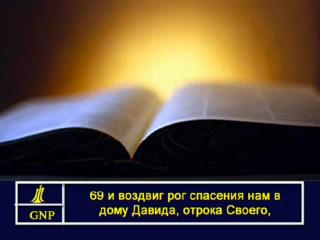 69 и воздвиг рог спасения нам в
дому Давида, отрока Своего,
GNP